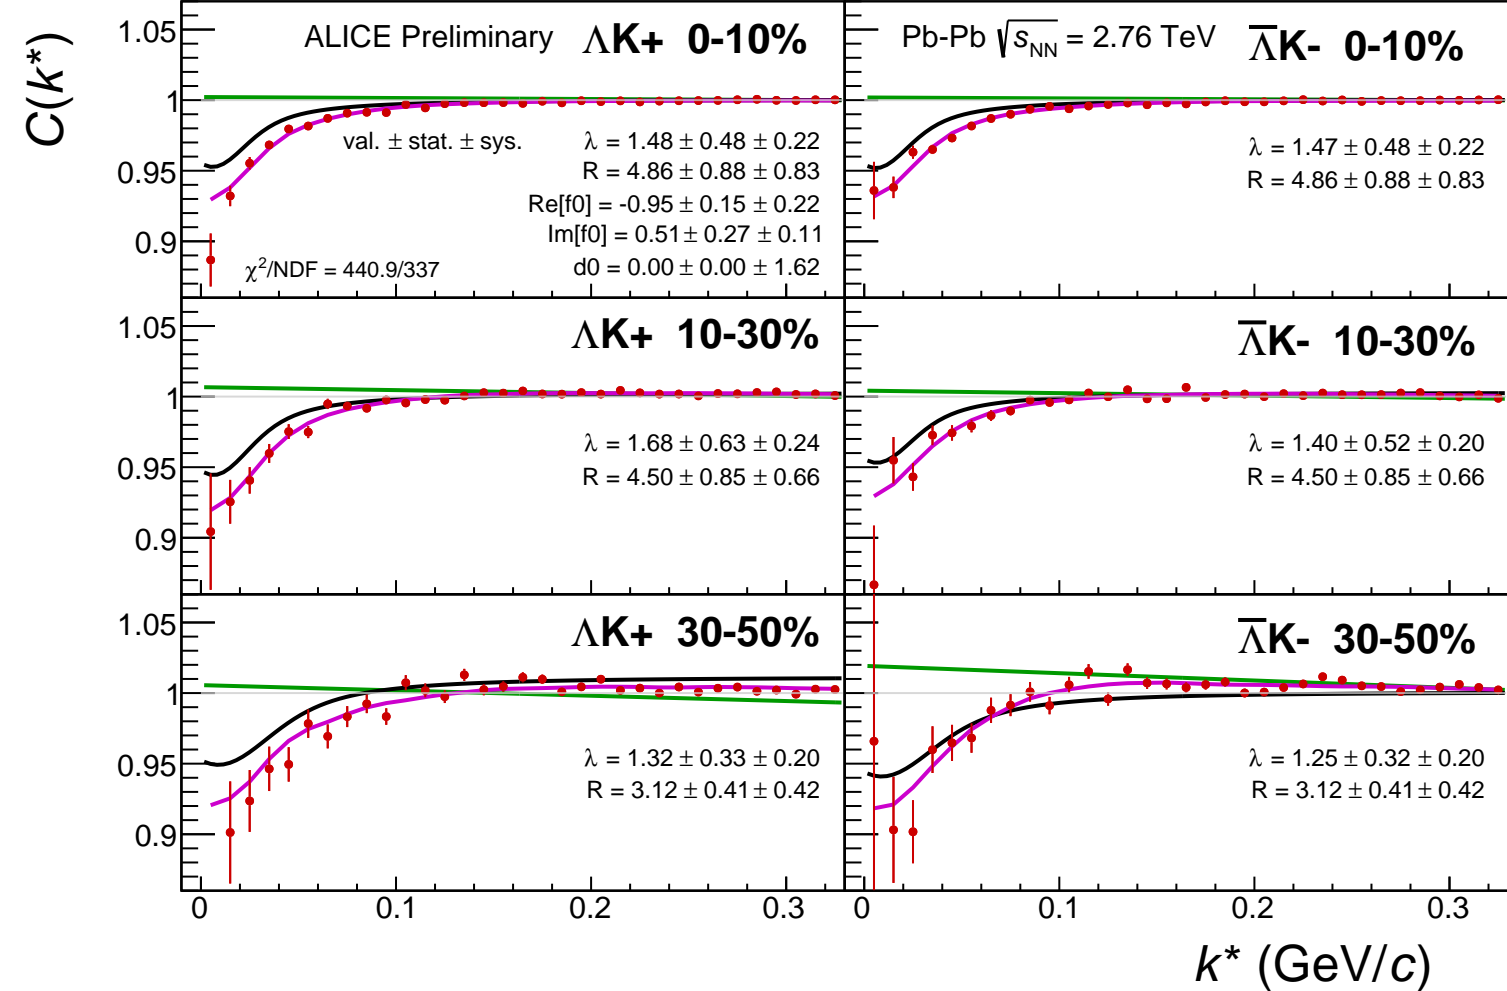 C(k*)
ALICE Preliminary ΛK+ 0-10%
1.05
1
0.95
0.9
val. ± stat. ± sys.
λ = 1.48 ± 0.48 ± 0.22
R = 4.86 ± 0.88 ± 0.83
Re[f0] = -0.95 ± 0.15 ± 0.22
Im[f0] = 0.51 ± 0.27 ± 0.11
d0 = 0.00 ± 0.00 ± 1.62
χ²/NDF = 440.9/337
Pb-Pb √s_NN = 2.76 TeV Λ̅K- 0-10%
λ = 1.47 ± 0.48 ± 0.22
R = 4.86 ± 0.88 ± 0.83
ΛK+ 10-30%
1.05
1
0.95
0.9
λ = 1.68 ± 0.63 ± 0.24
R = 4.50 ± 0.85 ± 0.66
Λ̅K- 10-30%
λ = 1.40 ± 0.52 ± 0.20
R = 4.50 ± 0.85 ± 0.66
ΛK+ 30-50%
1.05
1
0.95
0.9
λ = 1.32 ± 0.33 ± 0.20
R = 3.12 ± 0.41 ± 0.42
Λ̅K- 30-50%
λ = 1.25 ± 0.32 ± 0.20
R = 3.12 ± 0.41 ± 0.42
0 0.1 0.2 0.3 0 0.1 0.2 0.3
k* (GeV/c)